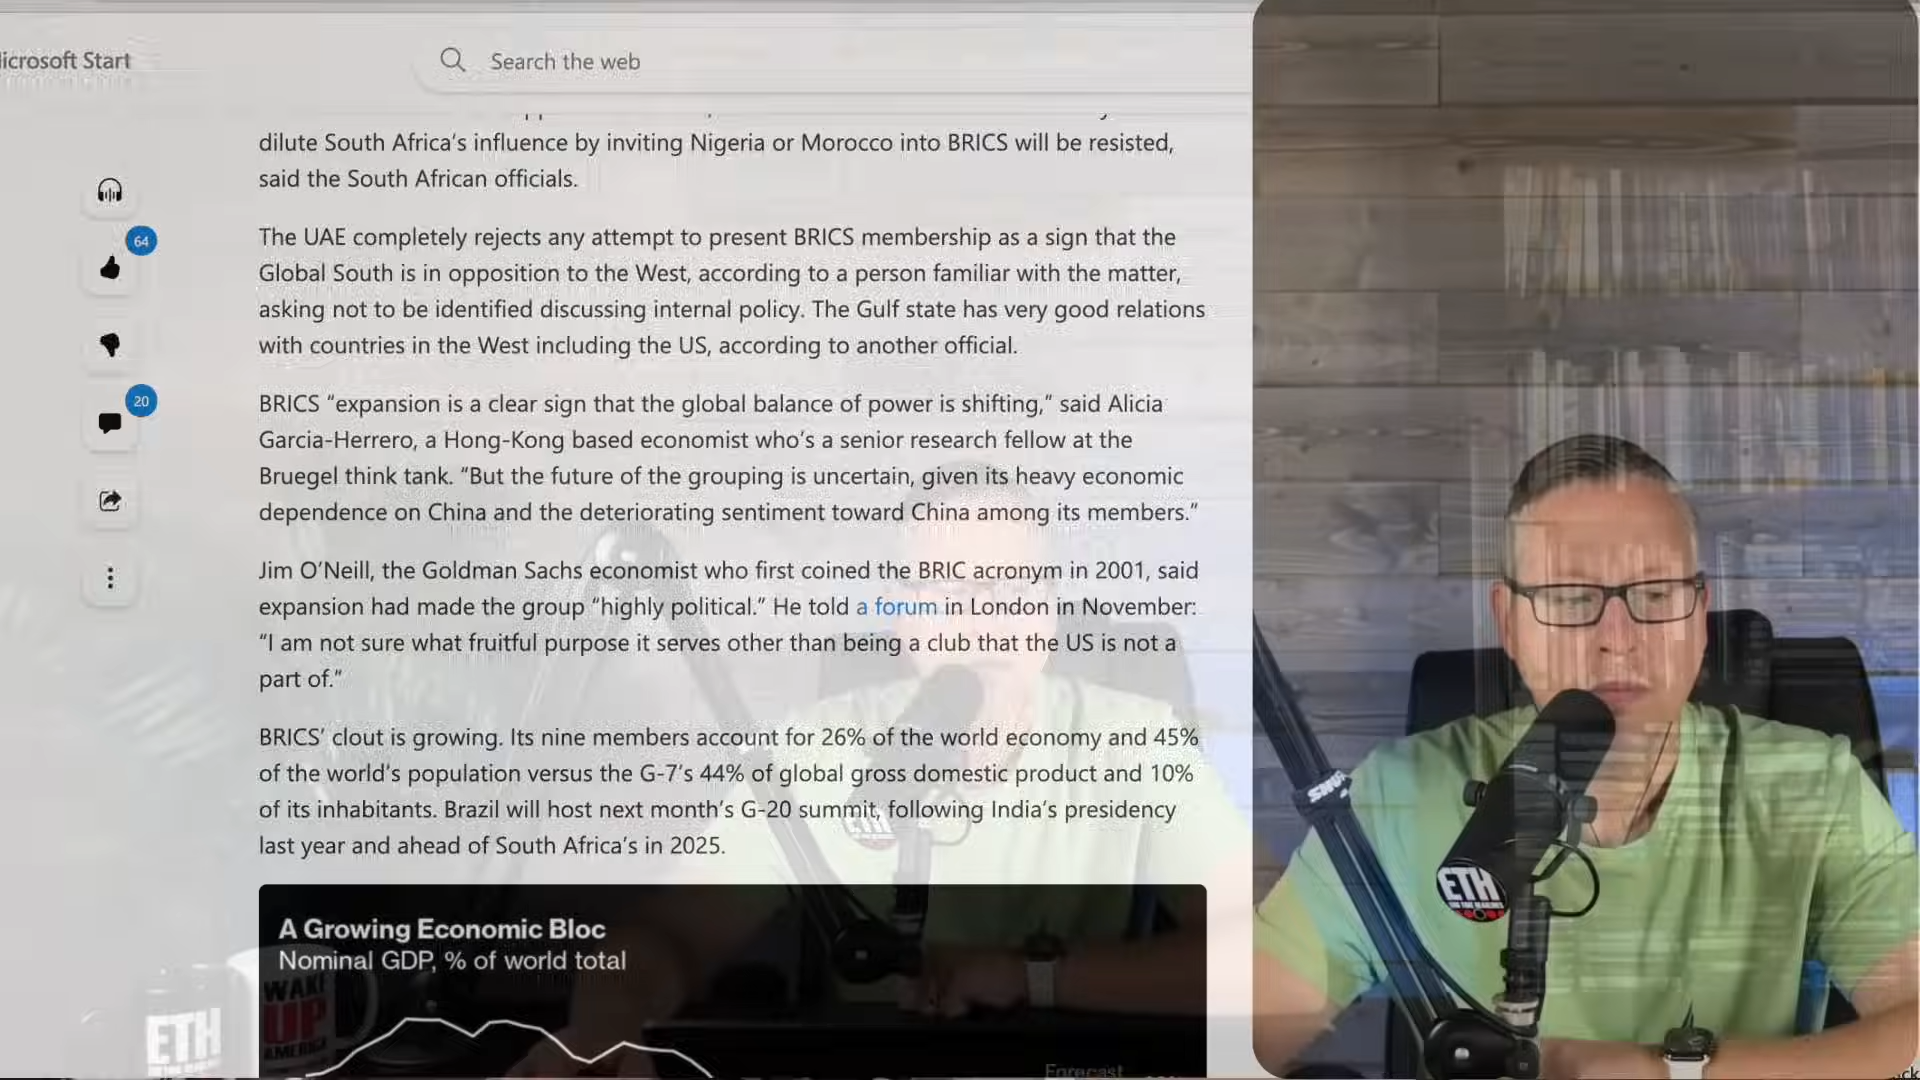 icrosoft Start
Search the web
dilute South Africa's influence by inviting Nigeria or Morocco into BRICS will be resisted,
said the South African officials.
64
The UAE completely rejects any attempt to present BRICS membership as a sign that the
Global South is in opposition to the West, according to a person familiar with the matter,
asking not to be identified discussing internal policy. The Gulf state has very good relations
with countries in the West including the US, according to another official.
20
BRICS “expansion is a clear sign that the global balance of power is shifting,” said Alicia
Garcia-Herrero, a Hong-Kong based economist who’s a senior research fellow at the
Bruegel think tank. “But the future of the grouping is uncertain, given its heavy economic
dependence on China and the deteriorating sentiment toward China among its members.”
Jim O’Neill, the Goldman Sachs economist who first coined the BRIC acronym in 2001, said
expansion had made the group “highly political.” He told a forum in London in November:
“I am not sure what fruitful purpose it serves other than being a club that the US is not a
part of.”
BRICS’ clout is growing. Its nine members account for 26% of the world economy and 45%
of the world’s population versus the G-7’s 44% of global gross domestic product and 10%
of its inhabitants. Brazil will host next month’s G-20 summit, following India’s presidency
last year and ahead of South Africa’s in 2025.
A Growing Economic Bloc
Nominal GDP, % of world total
Forecast
WAKE
UP
AMERICA
ETH
SHURE
ETH
ETH